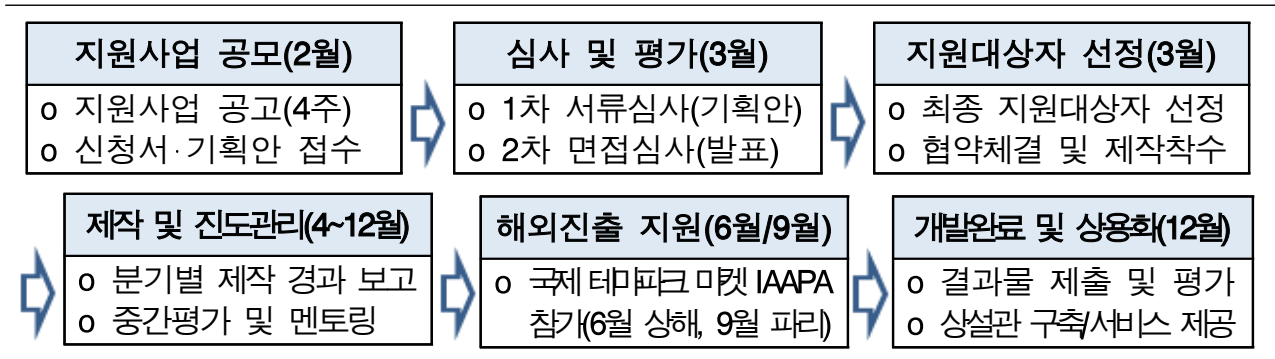 지원사업 공모(2월)
o 지원사업 공고(4주)
o 신청서·기획안 접수
심사 및 평가(3월)
o 1차 서류심사(기획안)
o 2차 면접심사(발표)
지원대상자 선정(3월)
o 최종 지원대상자 선정
o 협약체결 및 제작착수
제작 및 진도관리(4~12월)
o 분기별 제작 경과 보고
o 중간평가 및 멘토링
해외진출 지원(6월/9월)
o 국제 테마파크 마켓 IAAPA
참가(6월 상해, 9월 파리)
개발완료 및 상용화(12월)
o 결과물 제출 및 평가
o 상설관 구축/서비스 제공